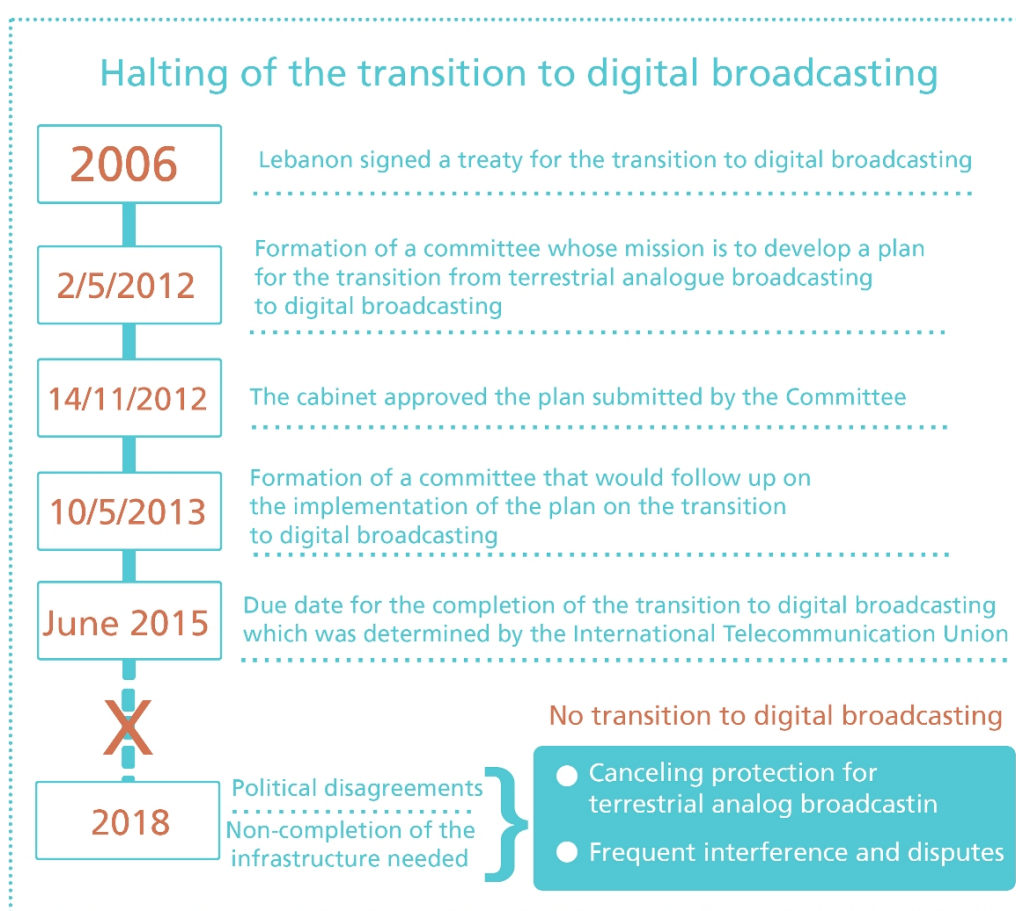 Halting of the transition to digital broadcasting
2006
Lebanon signed a treaty for the transition to digital broadcasting
2/5/2012
Formation of a committee whose mission is to develop a plan
for the transition from terrestrial analogue broadcasting
to digital broadcasting
14/11/2012
The cabinet approved the plan submitted by the Committee
10/5/2013
Formation of a committee that would follow up on
the implementation of the plan on the transition
to digital broadcasting
June 2015
Due date for the completion of the transition to digital broadcasting
which was determined by the International Telecommunication Union
X
2018
Political disagreements
Non-completion of the
infrastructure needed
No transition to digital broadcasting
Canceling protection for
terrestrial analog broadcastin
Frequent interference and disputes